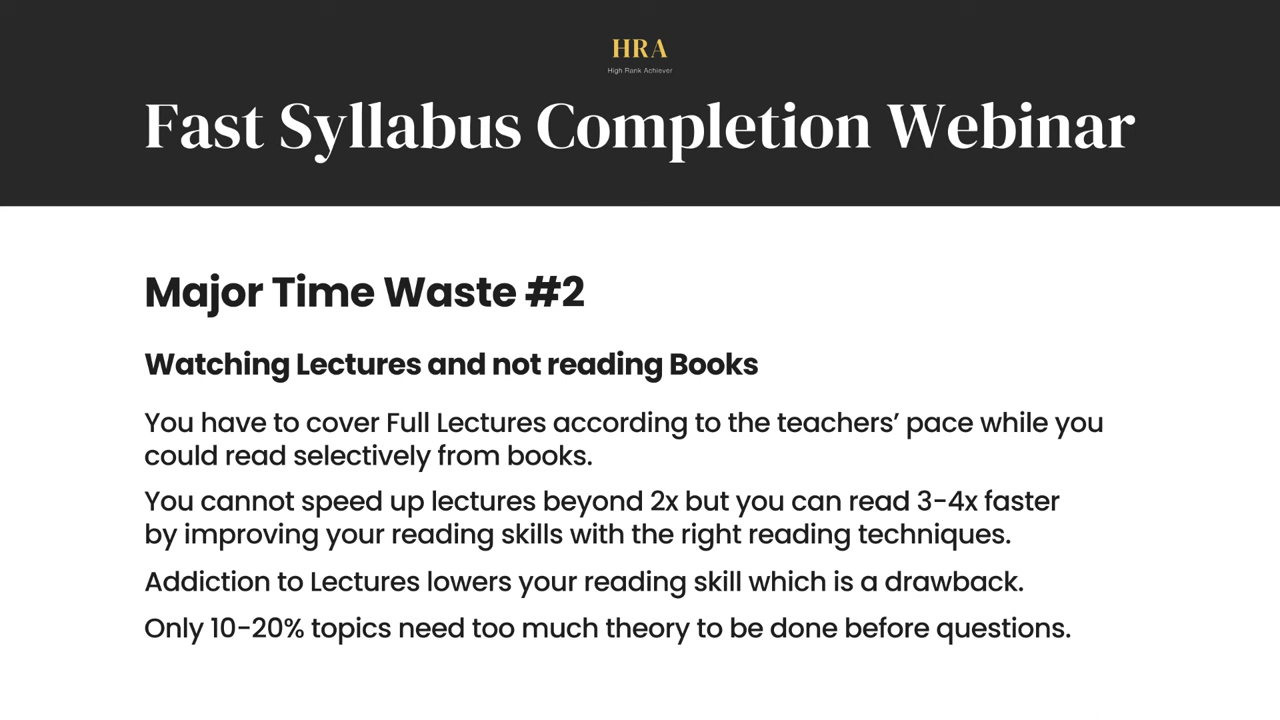 HRA
High Rank Achiever
Fast Syllabus Completion Webinar
Major Time Waste #2
Watching Lectures and not reading Books
You have to cover Full Lectures according to the teachers’ pace while you
could read selectively from books.
You cannot speed up lectures beyond 2x but you can read 3-4x faster
by improving your reading skills with the right reading techniques.
Addiction to Lectures lowers your reading skill which is a drawback.
Only 10-20% topics need too much theory to be done before questions.